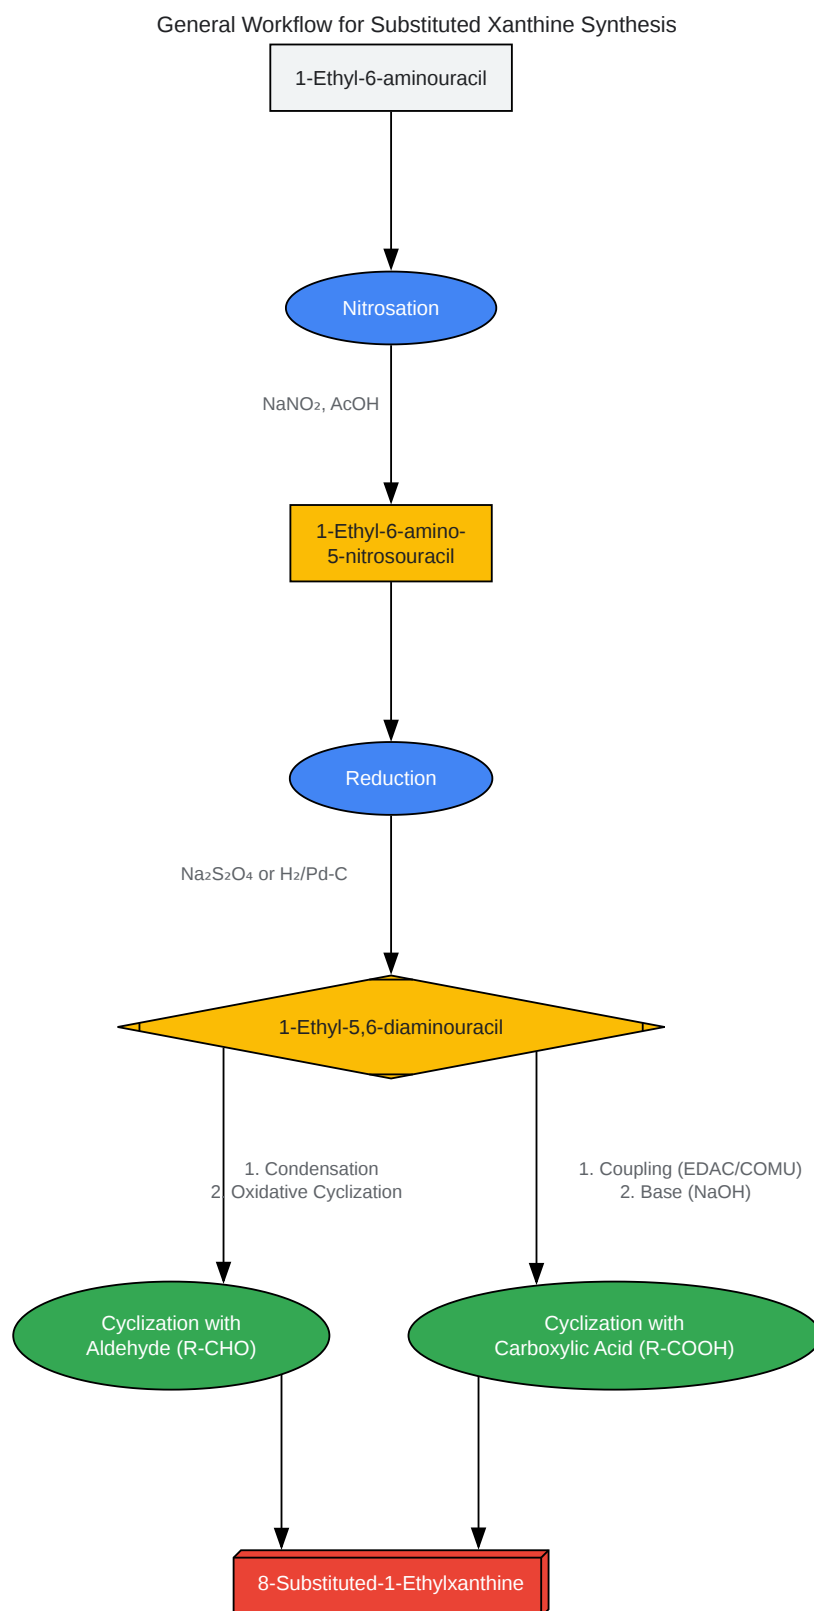 General Workflow for Substituted Xanthine Synthesis
1-Ethyl-6-aminouracil
Nitrosation
NaNO₂, AcOH
1-Ethyl-6-amino-
5-nitrosouracil
Reduction
Na₂S₂O₄ or H₂/Pd-C
1-Ethyl-5,6-diaminouracil
1. Condensation
2. Oxidative Cyclization
1. Coupling (EDAC/COMU)
2. Base (NaOH)
Cyclization with
Aldehyde (R-CHO)
Cyclization with
Carboxylic Acid (R-COOH)
8-Substituted-1-Ethylxanthine